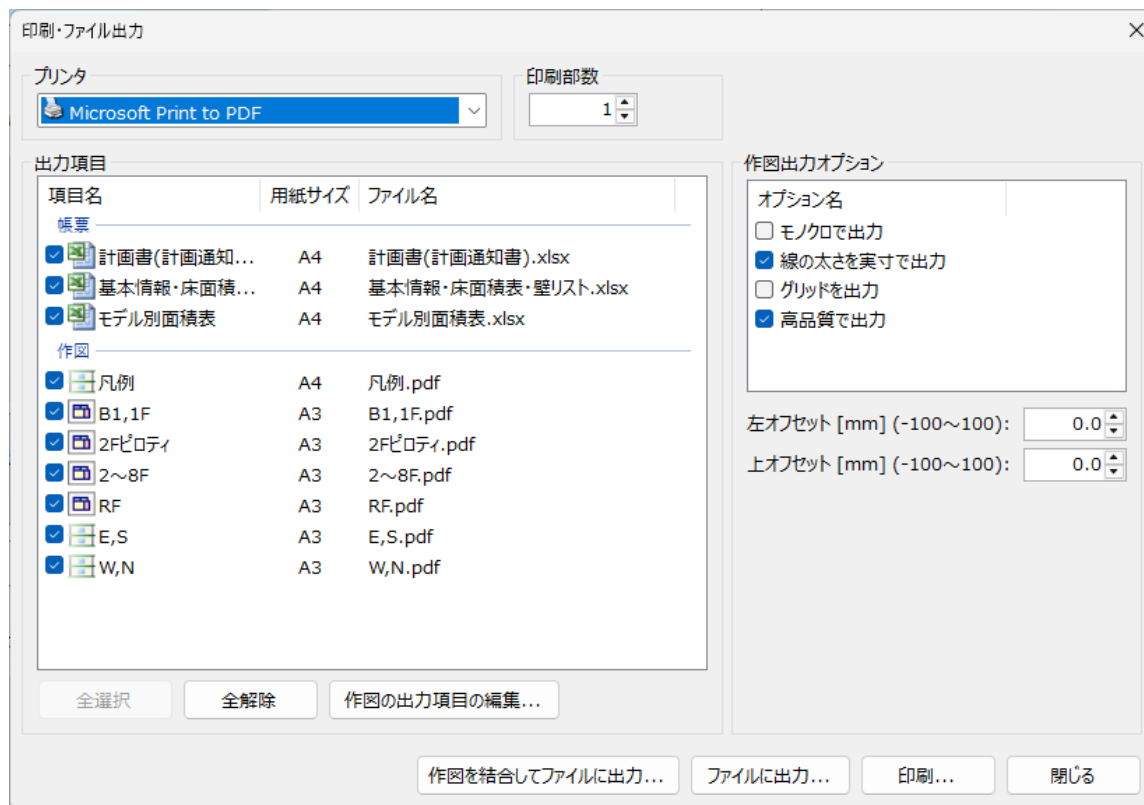 印刷・ファイル出力
プリンタ
Microsoft Print to PDF
印刷部数
1
出力項目
項目名 用紙サイズ ファイル名
帳票
計画書(計画通知... A4 計画書(計画通知書).xlsx
基本情報・床面積... A4 基本情報・床面積表・壁リスト.xlsx
モデル別面積表 A4 モデル別面積表.xlsx
作図
凡例 A4 凡例.pdf
B1,1F A3 B1,1F.pdf
2Fピロティ A3 2Fピロティ.pdf
2～8F A3 2～8F.pdf
RF A3 RF.pdf
E,S A3 E,S.pdf
W,N A3 W,N.pdf
全選択 全解除 作図の出力項目の編集...
作図出力オプション
オプション名
モノクロで出力
線の太さを実寸で出力
グリッドを出力
高品質で出力
左オフセット [mm] (-100～100): 0.0
上オフセット [mm] (-100～100): 0.0
作図を結合してファイルに出力... ファイルに出力... 印刷... 閉じる